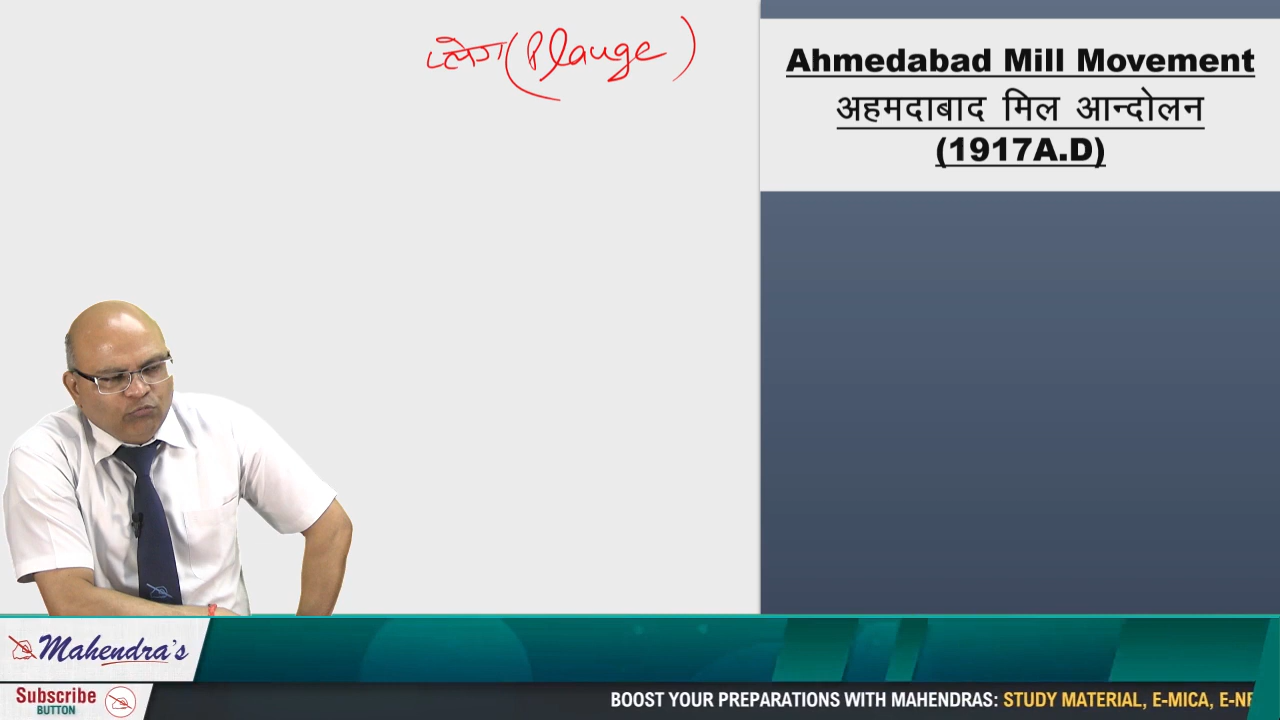 प्लेग (Plauge)
Ahmedabad Mill Movement
अहमदाबाद मिल आन्दोलन
(1917A.D)
Mahendra's
Subscribe
BUTTON
BOOST YOUR PREPARATIONS WITH MAHENDRAS: STUDY MATERIAL, E-MICA, E-NE